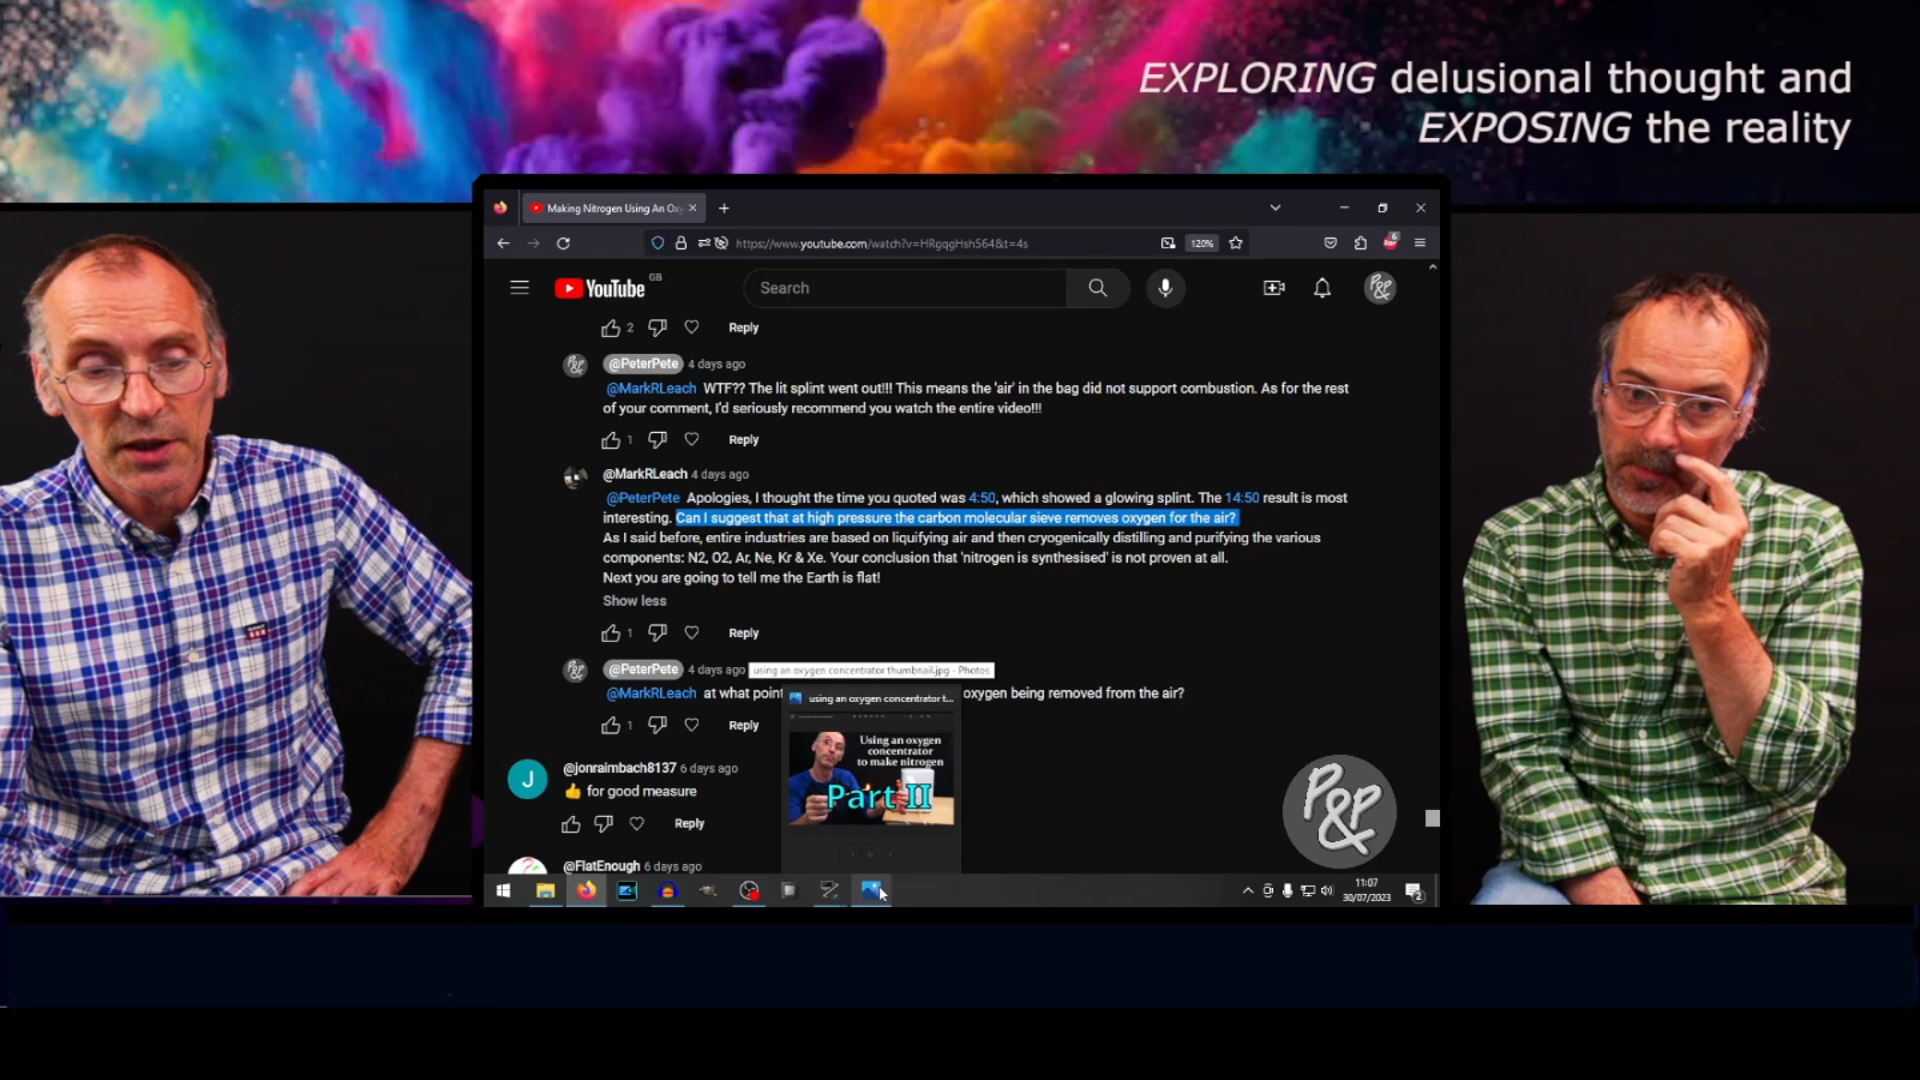 EXPLORING delusional thought and
EXPOSING the reality
Making Nitrogen Using An Oxy
https://www.youtube.com/watch?v=HRgqgHsh564&t=4s
120%
6
YouTube
GB
Search
P&P
2
Reply
P&P
@PeterPete 4 days ago
@MarkRLeach WTF?? The lit splint went out!!! This means the 'air' in the bag did not support combustion. As for the rest
of your comment, I'd seriously recommend you watch the entire video!!!
1
Reply
@MarkRLeach 4 days ago
@PeterPete Apologies, I thought the time you quoted was 4:50, which showed a glowing splint. The 14:50 result is most
interesting. Can I suggest that at high pressure the carbon molecular sieve removes oxygen for the air?
As I said before, entire industries are based on liquifying air and then cryogenically distilling and purifying the various
components: N2, O2, Ar, Ne, Kr & Xe. Your conclusion that 'nitrogen is synthesised' is not proven at all.
Next you are going to tell me the Earth is flat!
Show less
1
Reply
P&P
@PeterPete 4 days ago
using an oxygen concentrator thumbnail.jpg - Photos
@MarkRLeach at what point
oxygen being removed from the air?
using an oxygen concentrator t...
1
Reply
Using an oxygen
concentrator
to make nitrogen
Part II
J
@jonraimbach8137 6 days ago
👍 for good measure
Reply
@FlatEnough 6 days ago
P&P
11:07
30/07/2023
2